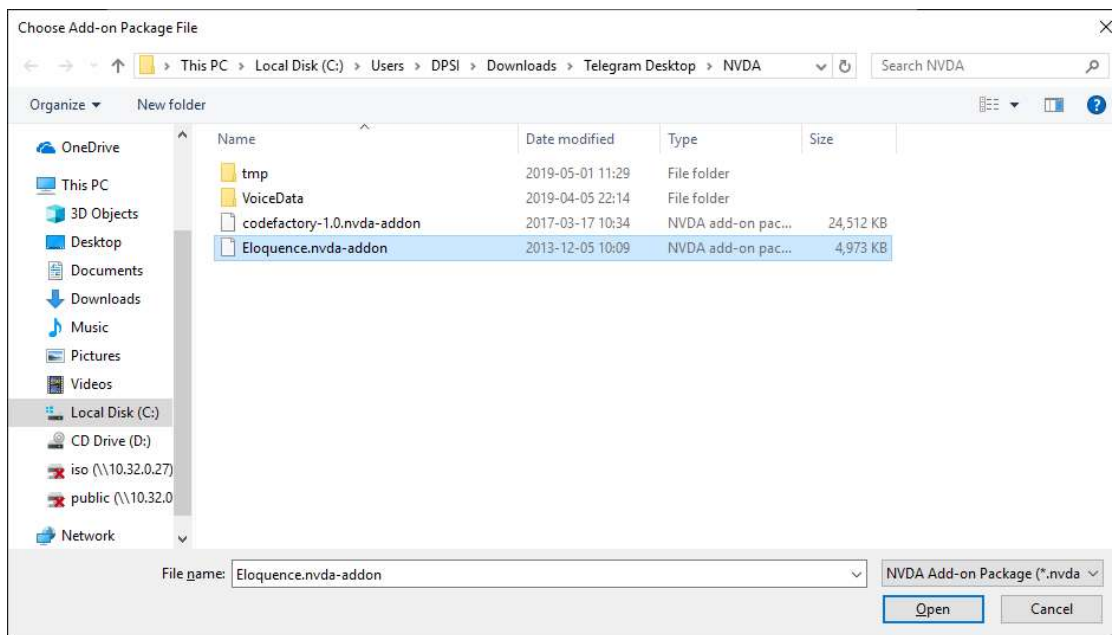 Choose Add-on Package File
This PC > Local Disk (C:) > Users > DPSI > Downloads > Telegram Desktop > NVDA
Search NVDA
Organize
New folder
Name Date modified Type Size
OneDrive
This PC
3D Objects
Desktop
Documents
Downloads
Music
Pictures
Videos
Local Disk (C:)
CD Drive (D:)
iso (\\10.32.0.27)
public (\\10.32.0
Network
tmp 2019-05-01 11:29 File folder
VoiceData 2019-04-05 22:14 File folder
codefactory-1.0.nvda-addon 2017-03-17 10:34 NVDA add-on pac... 24,512 KB
Eloquence.nvda-addon 2013-12-05 10:09 NVDA add-on pac... 4,973 KB
File name: Eloquence.nvda-addon
NVDA Add-on Package (*.nvda
Open Cancel